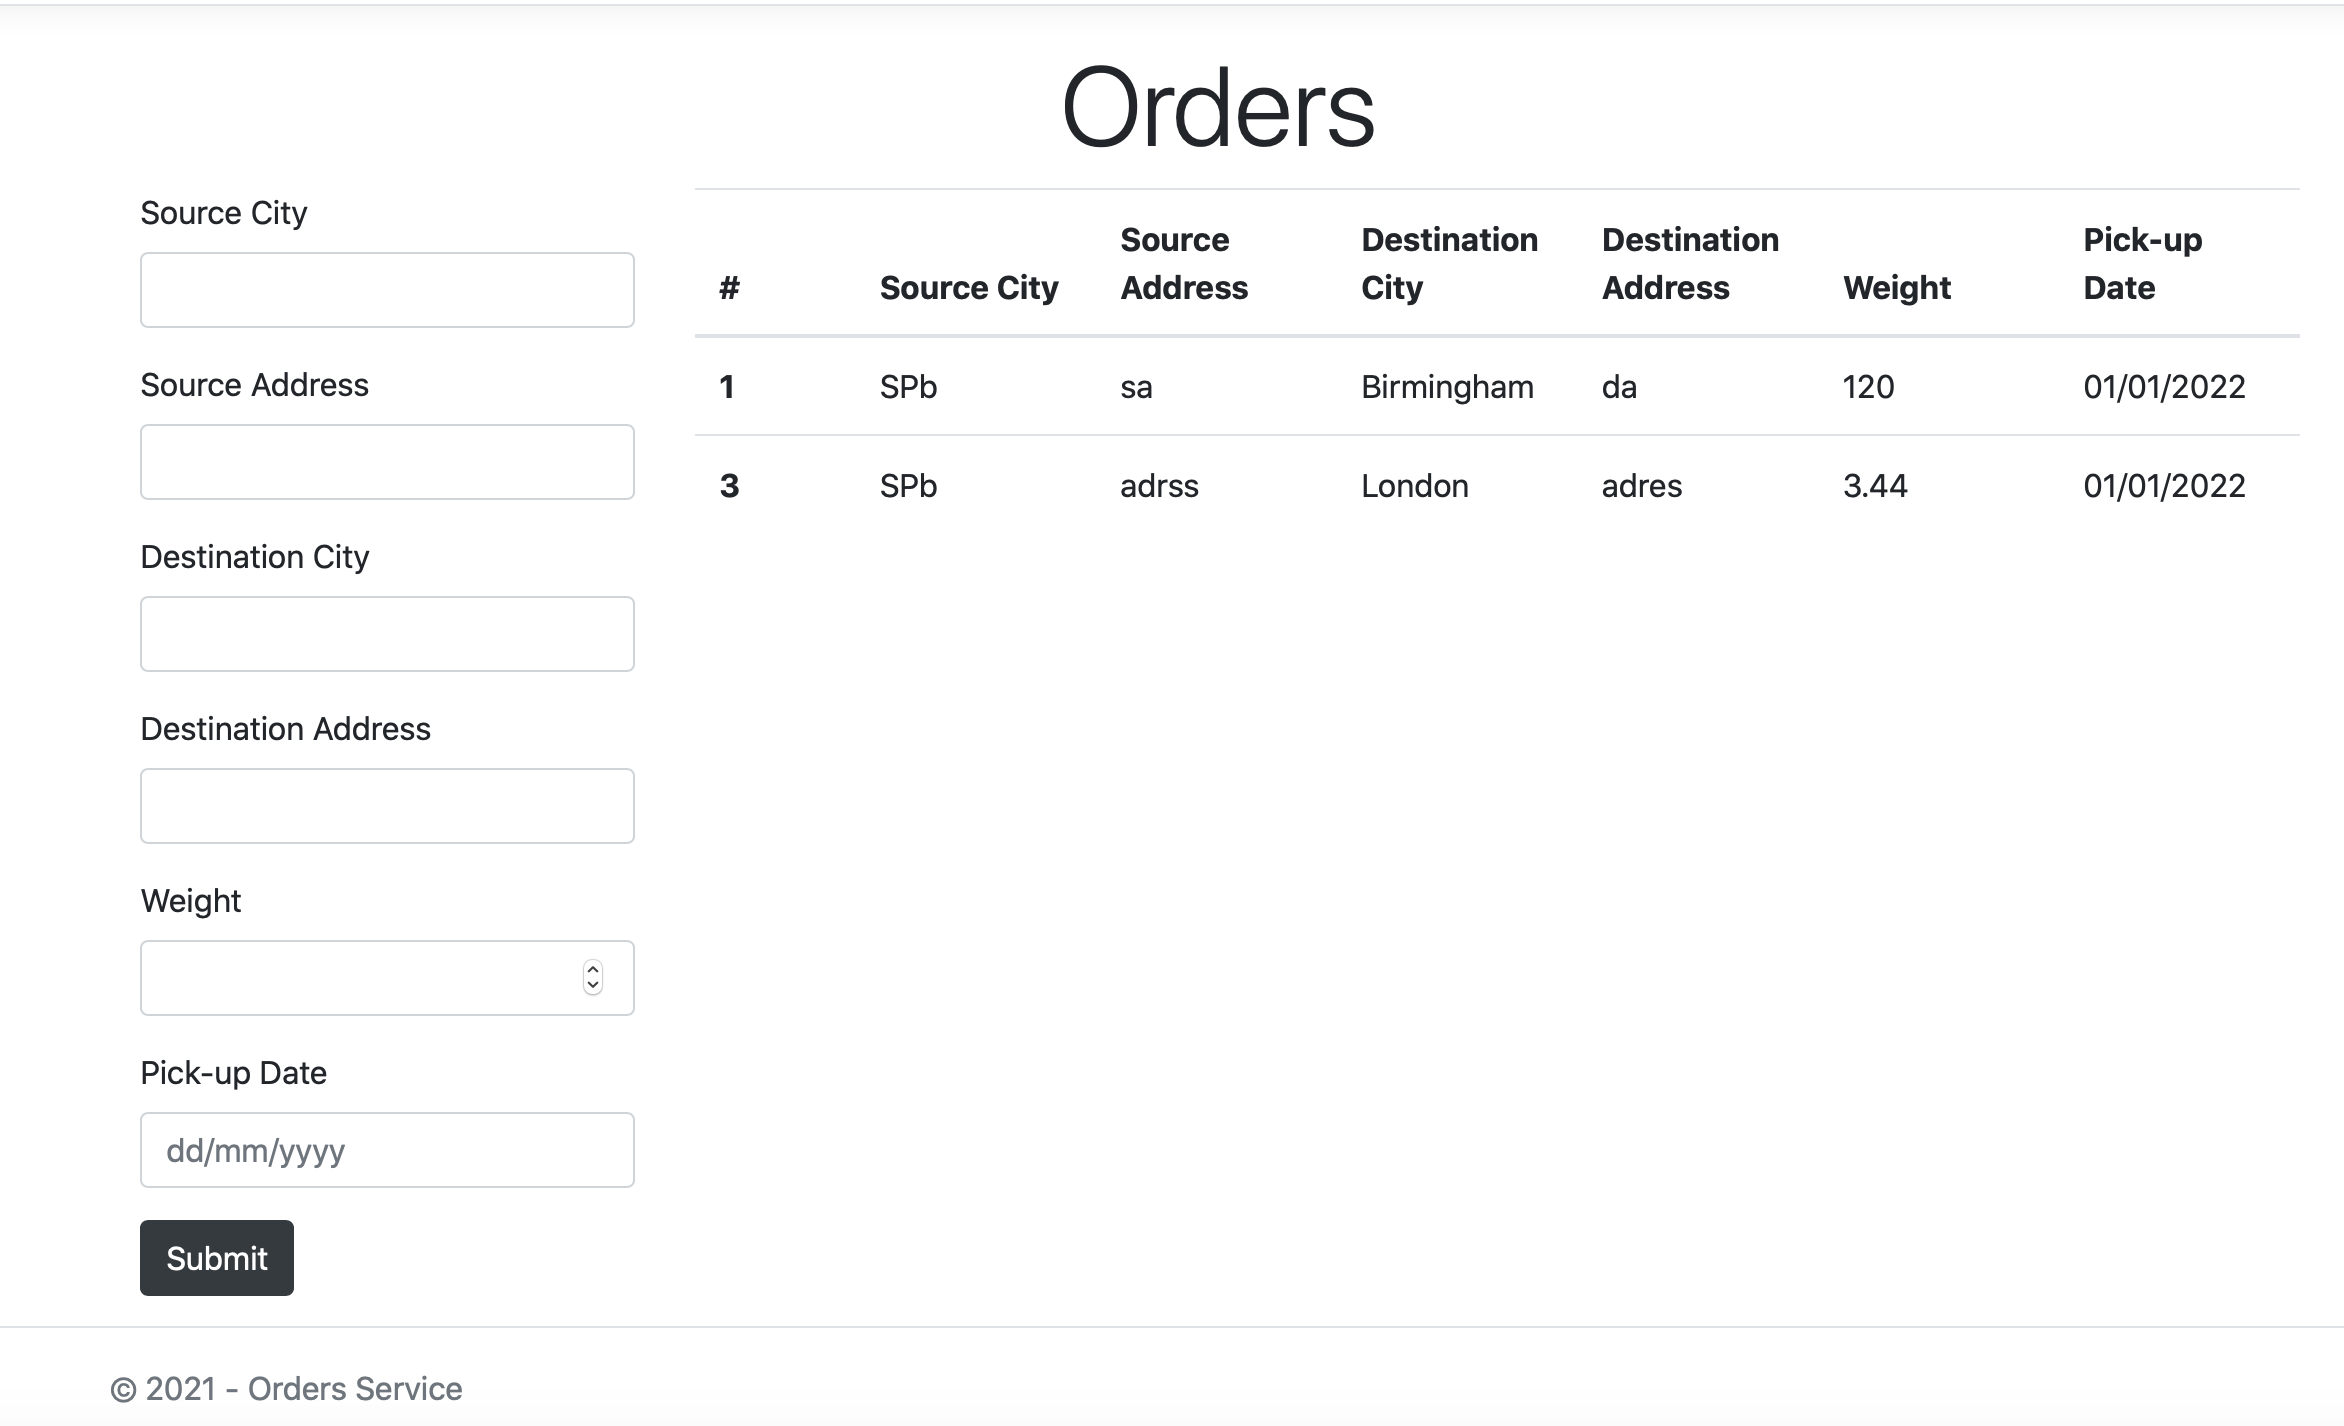 Orders
Source City
Source Address
Destination City
Destination Address
Weight
Pick-up Date
dd/mm/yyyy
Submit
# Source City Source Address Destination City Destination Address Weight Pick-up Date
1 SPb sa Birmingham da 120 01/01/2022
3 SPb adrss London adres 3.44 01/01/2022
© 2021 - Orders Service